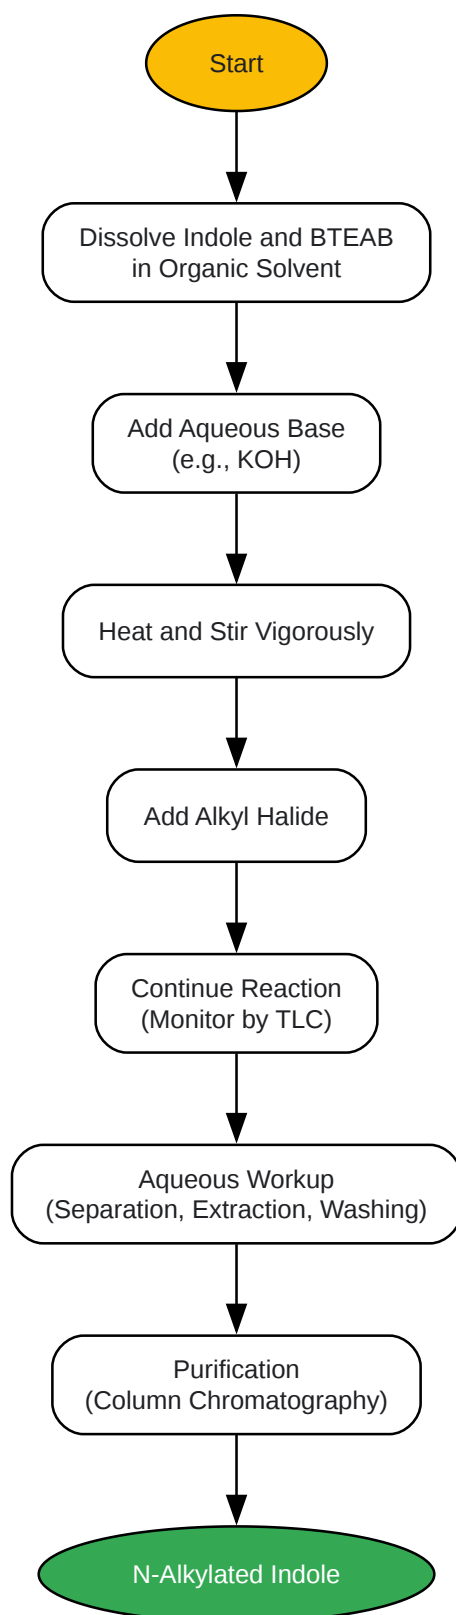 Start
Dissolve Indole and BTEAB
in Organic Solvent
Add Aqueous Base
(e.g., KOH)
Heat and Stir Vigorously
Add Alkyl Halide
Continue Reaction
(Monitor by TLC)
Aqueous Workup
(Separation, Extraction, Washing)
Purification
(Column Chromatography)
N-Alkylated Indole